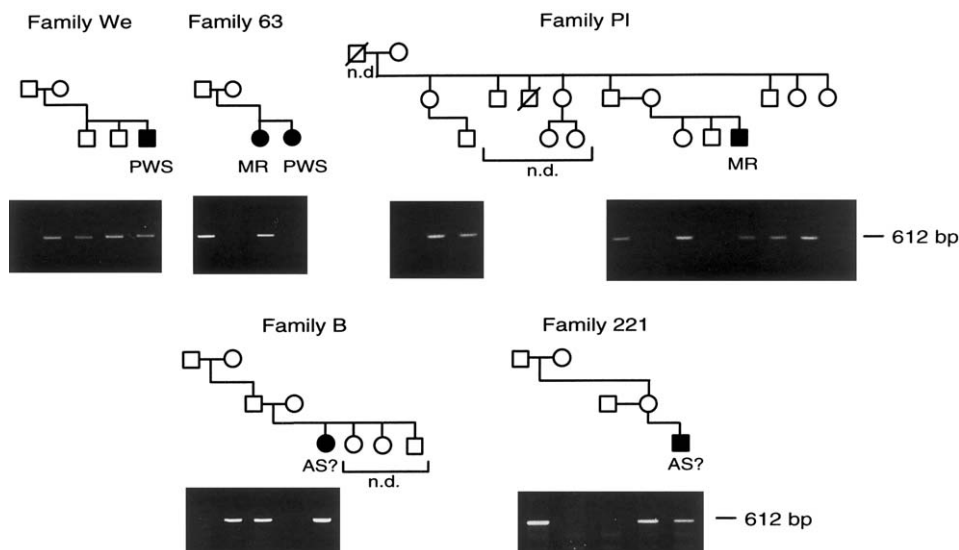 Family We
Family 63
Family Pl
n.d.
PWS
MR
PWS
n.d.
MR
612 bp
Family B
Family 221
AS?
n.d.
AS?
612 bp